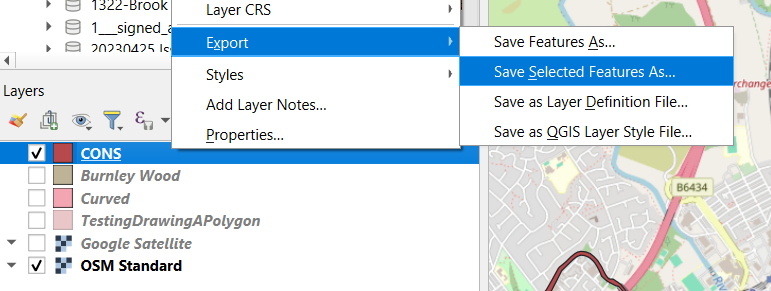 1322-Brook
1___signed_a
20230425 Is
Layer CRS
Export
Styles
Add Layer Notes...
Properties...
Save Features As...
Save Selected Features As...
Save as Layer Definition File...
Save as QGIS Layer Style File...
Layers
CONS
Burnley Wood
Curved
TestingDrawingAPolygon
Google Satellite
OSM Standard
B6434